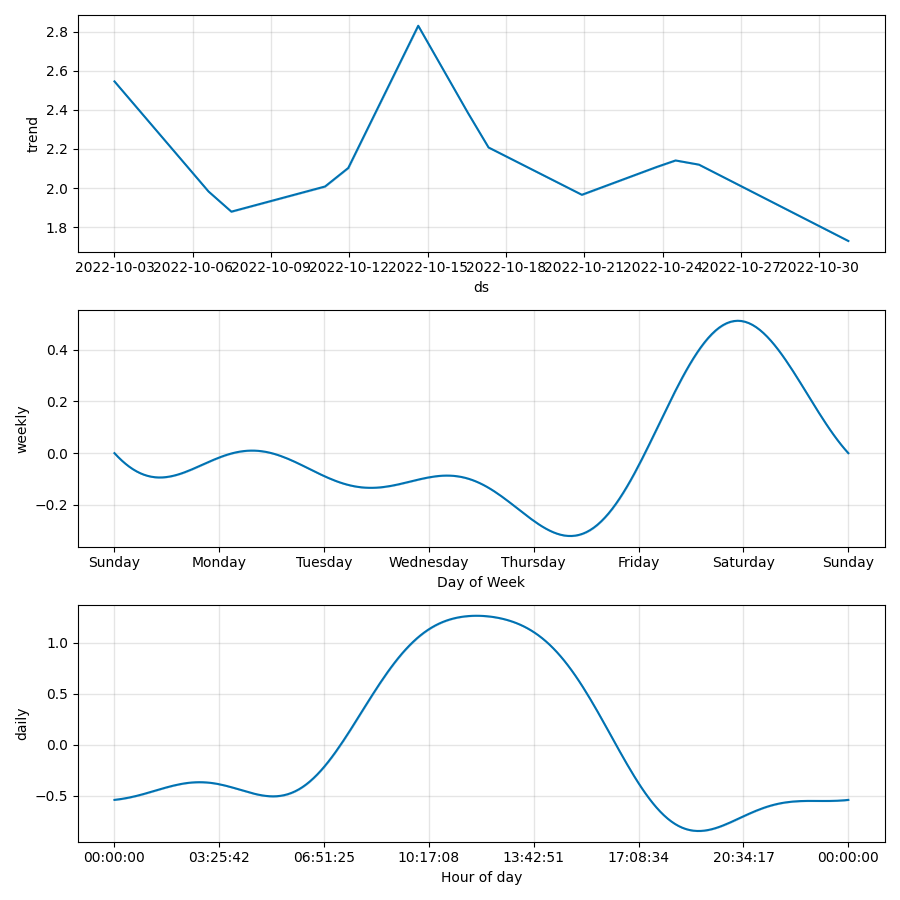 trend
2.8
2.6
2.4
2.2
2.0
1.8
2022-10-03 2022-10-06 2022-10-09 2022-10-12 2022-10-15 2022-10-18 2022-10-21 2022-10-24 2022-10-27 2022-10-30
ds
weekly
0.4
0.2
0.0
−0.2
Sunday Monday Tuesday Wednesday Thursday Friday Saturday Sunday
Day of Week
daily
1.0
0.5
0.0
−0.5
00:00:00 03:25:42 06:51:25 10:17:08 13:42:51 17:08:34 20:34:17 00:00:00
Hour of day